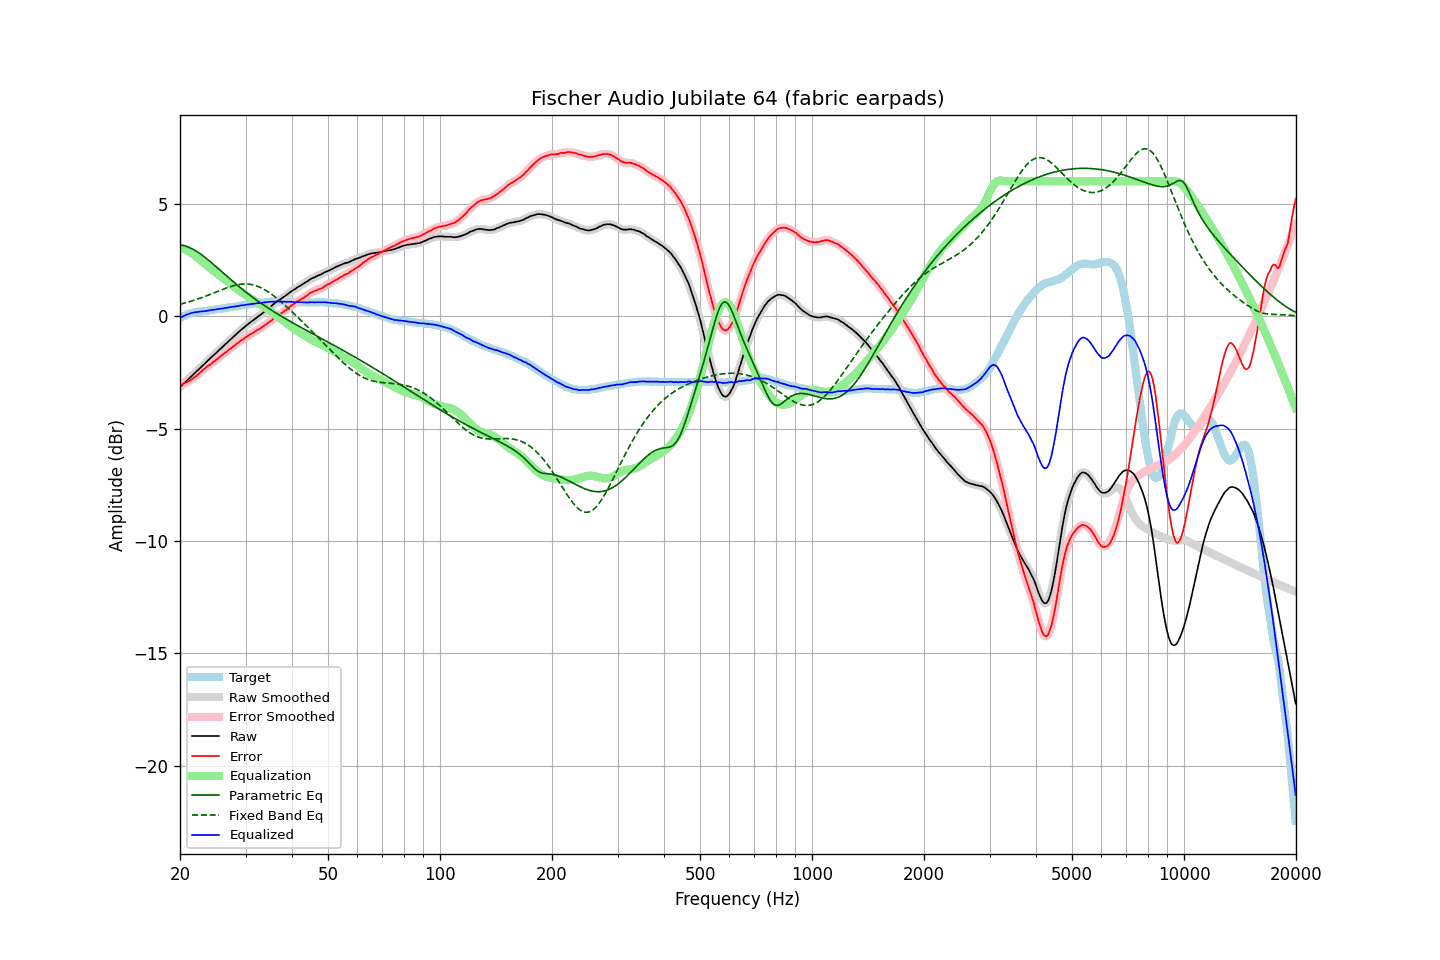 Fischer Audio Jubilate 64 (fabric earpads)
Amplitude (dBr)
5
0
−5
−10
−15
−20
Target
Raw Smoothed
Error Smoothed
Raw
Error
Equalization
Parametric Eq
Fixed Band Eq
Equalized
20
50
100
200
500
1000
2000
5000
10000
20000
Frequency (Hz)